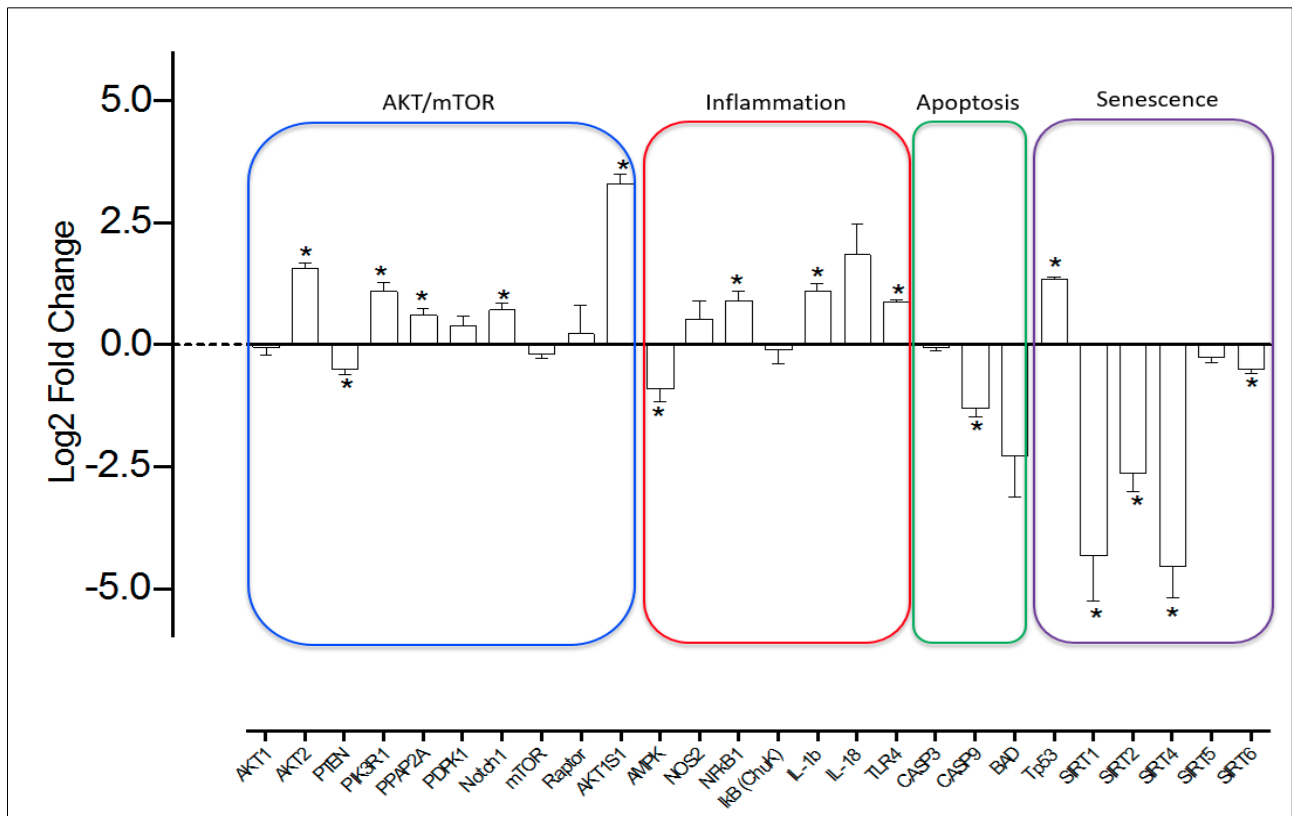 AKT/mTOR Inflammation Apoptosis Senescence
Log2 Fold Change
5.0
2.5
0.0
-2.5
-5.0
* * * * * * * * * * * * * * * * *
AKT1
AKT2
PTEN
PIK3R1
PPAP2A
PDPK1
Notch1
mTOR
Raptor
AKT1S1
AMPK
NOS2
NFkB1
IkB (ChuK)
IL-1b
IL-18
TLR4
CASP3
CASP9
BAD
Tp53
SIRT1
SIRT2
SIRT4
SIRT5
SIRT6